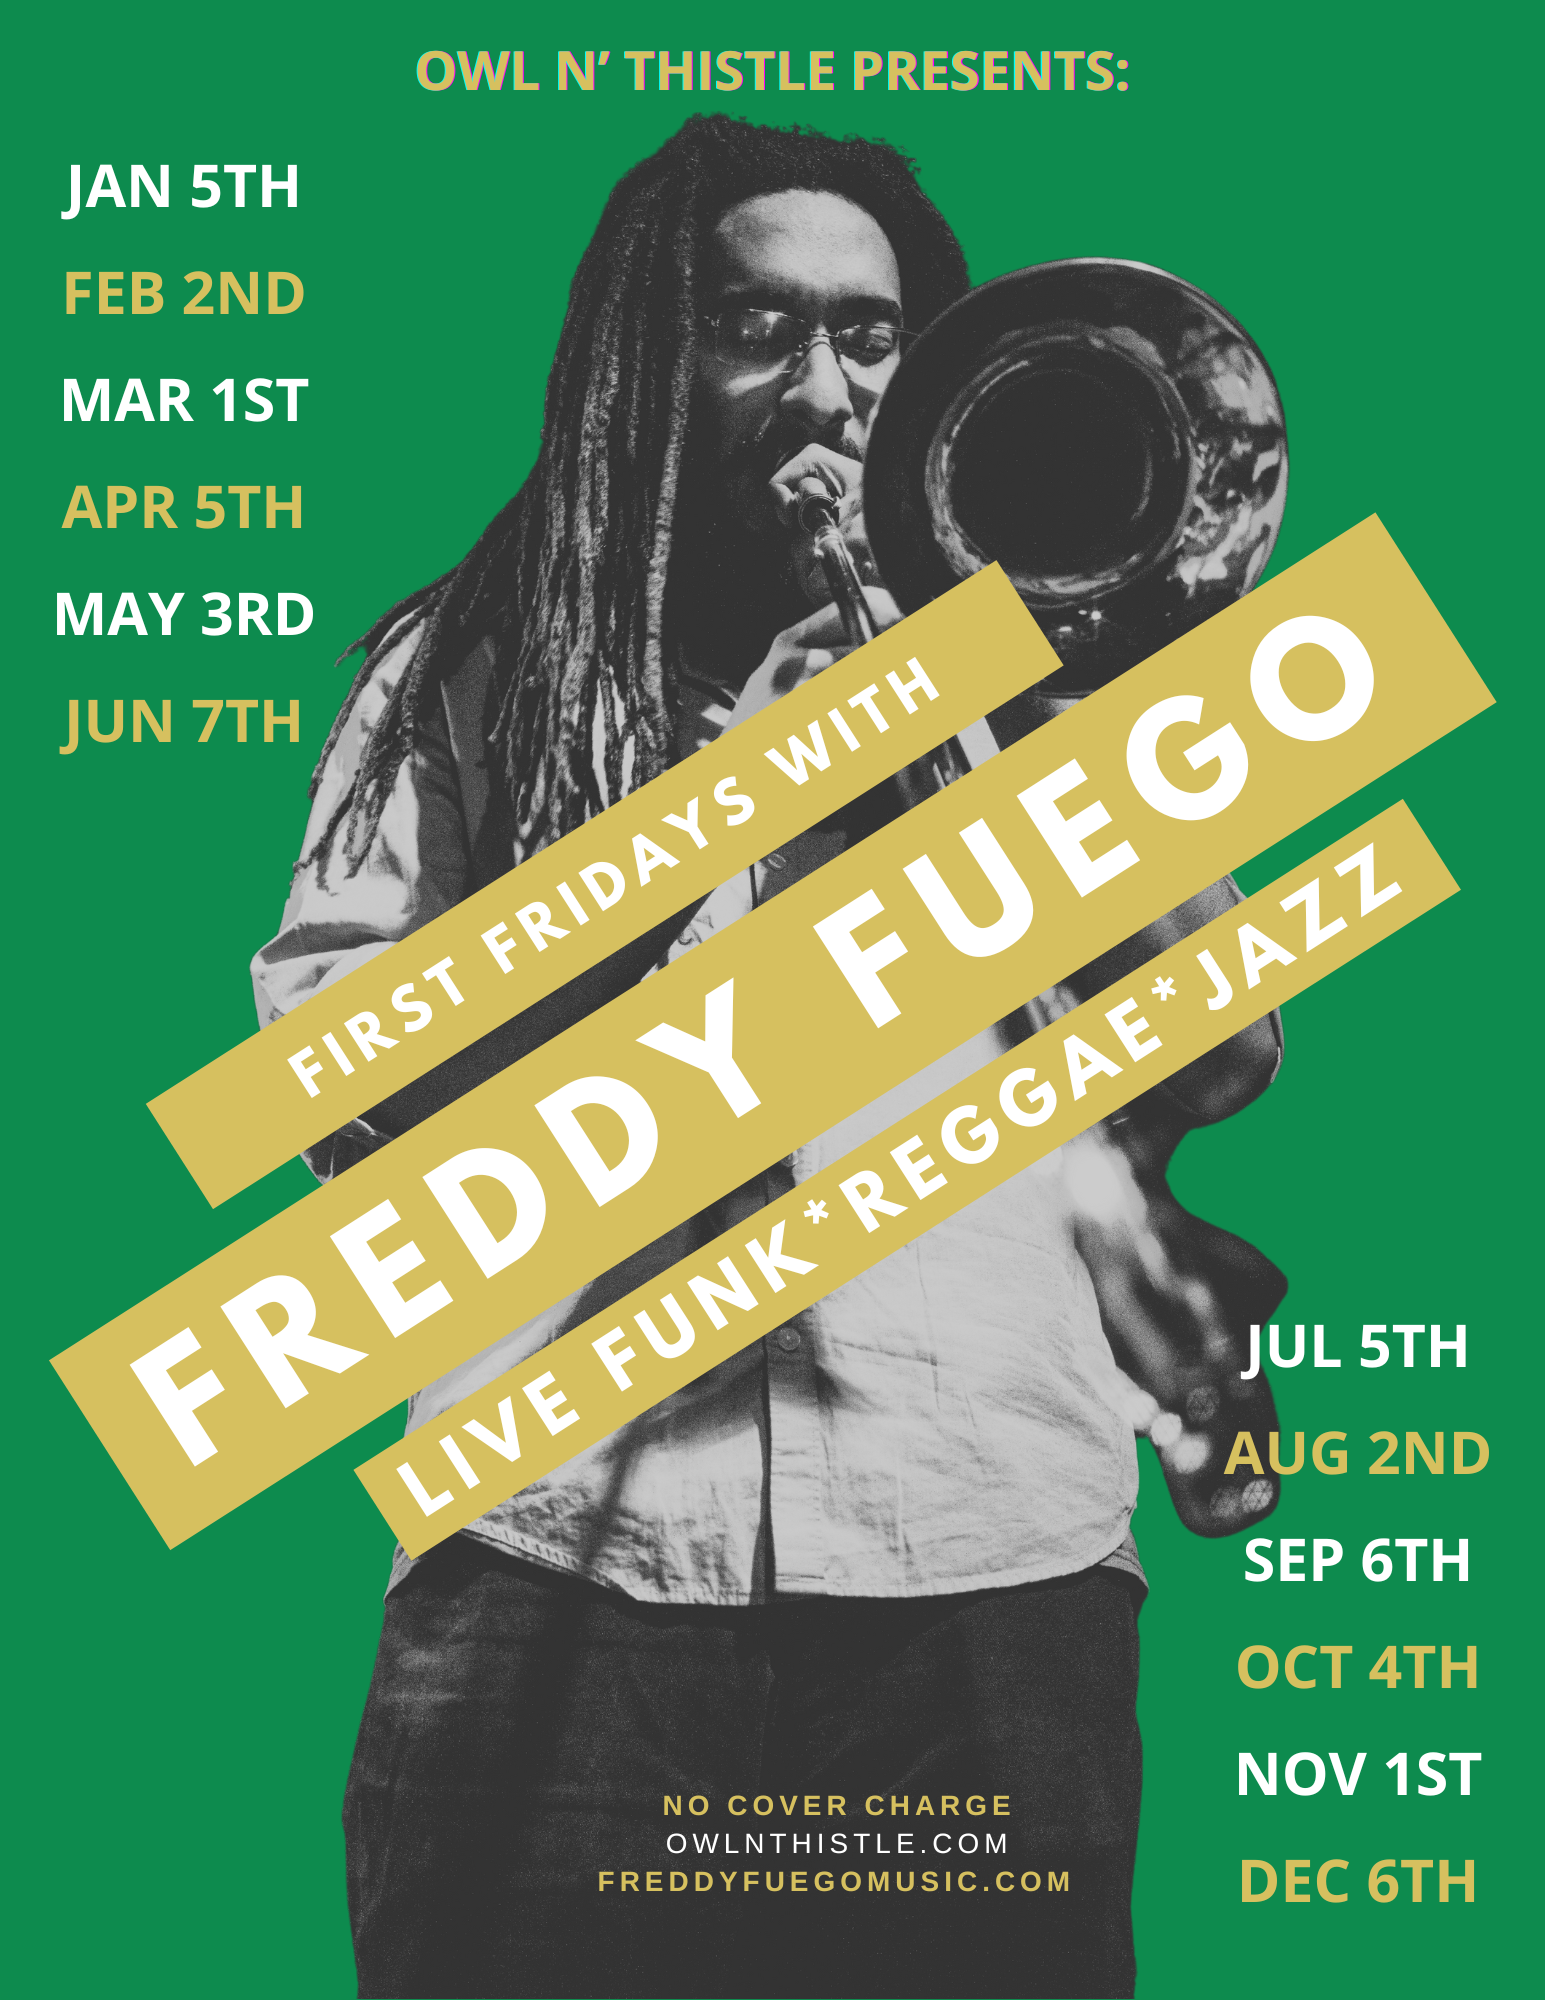 OWL N’ THISTLE PRESENTS:
JAN 5TH
FEB 2ND
MAR 1ST
APR 5TH
MAY 3RD
JUN 7TH
FIRST FRIDAYS WITH
FREDDY FUEGO
LIVE FUNK*REGGAE*JAZZ
JUL 5TH
AUG 2ND
SEP 6TH
OCT 4TH
NOV 1ST
DEC 6TH
NO COVER CHARGE
OWLNTHISTLE.COM
FREDDYFUEGOMUSIC.COM